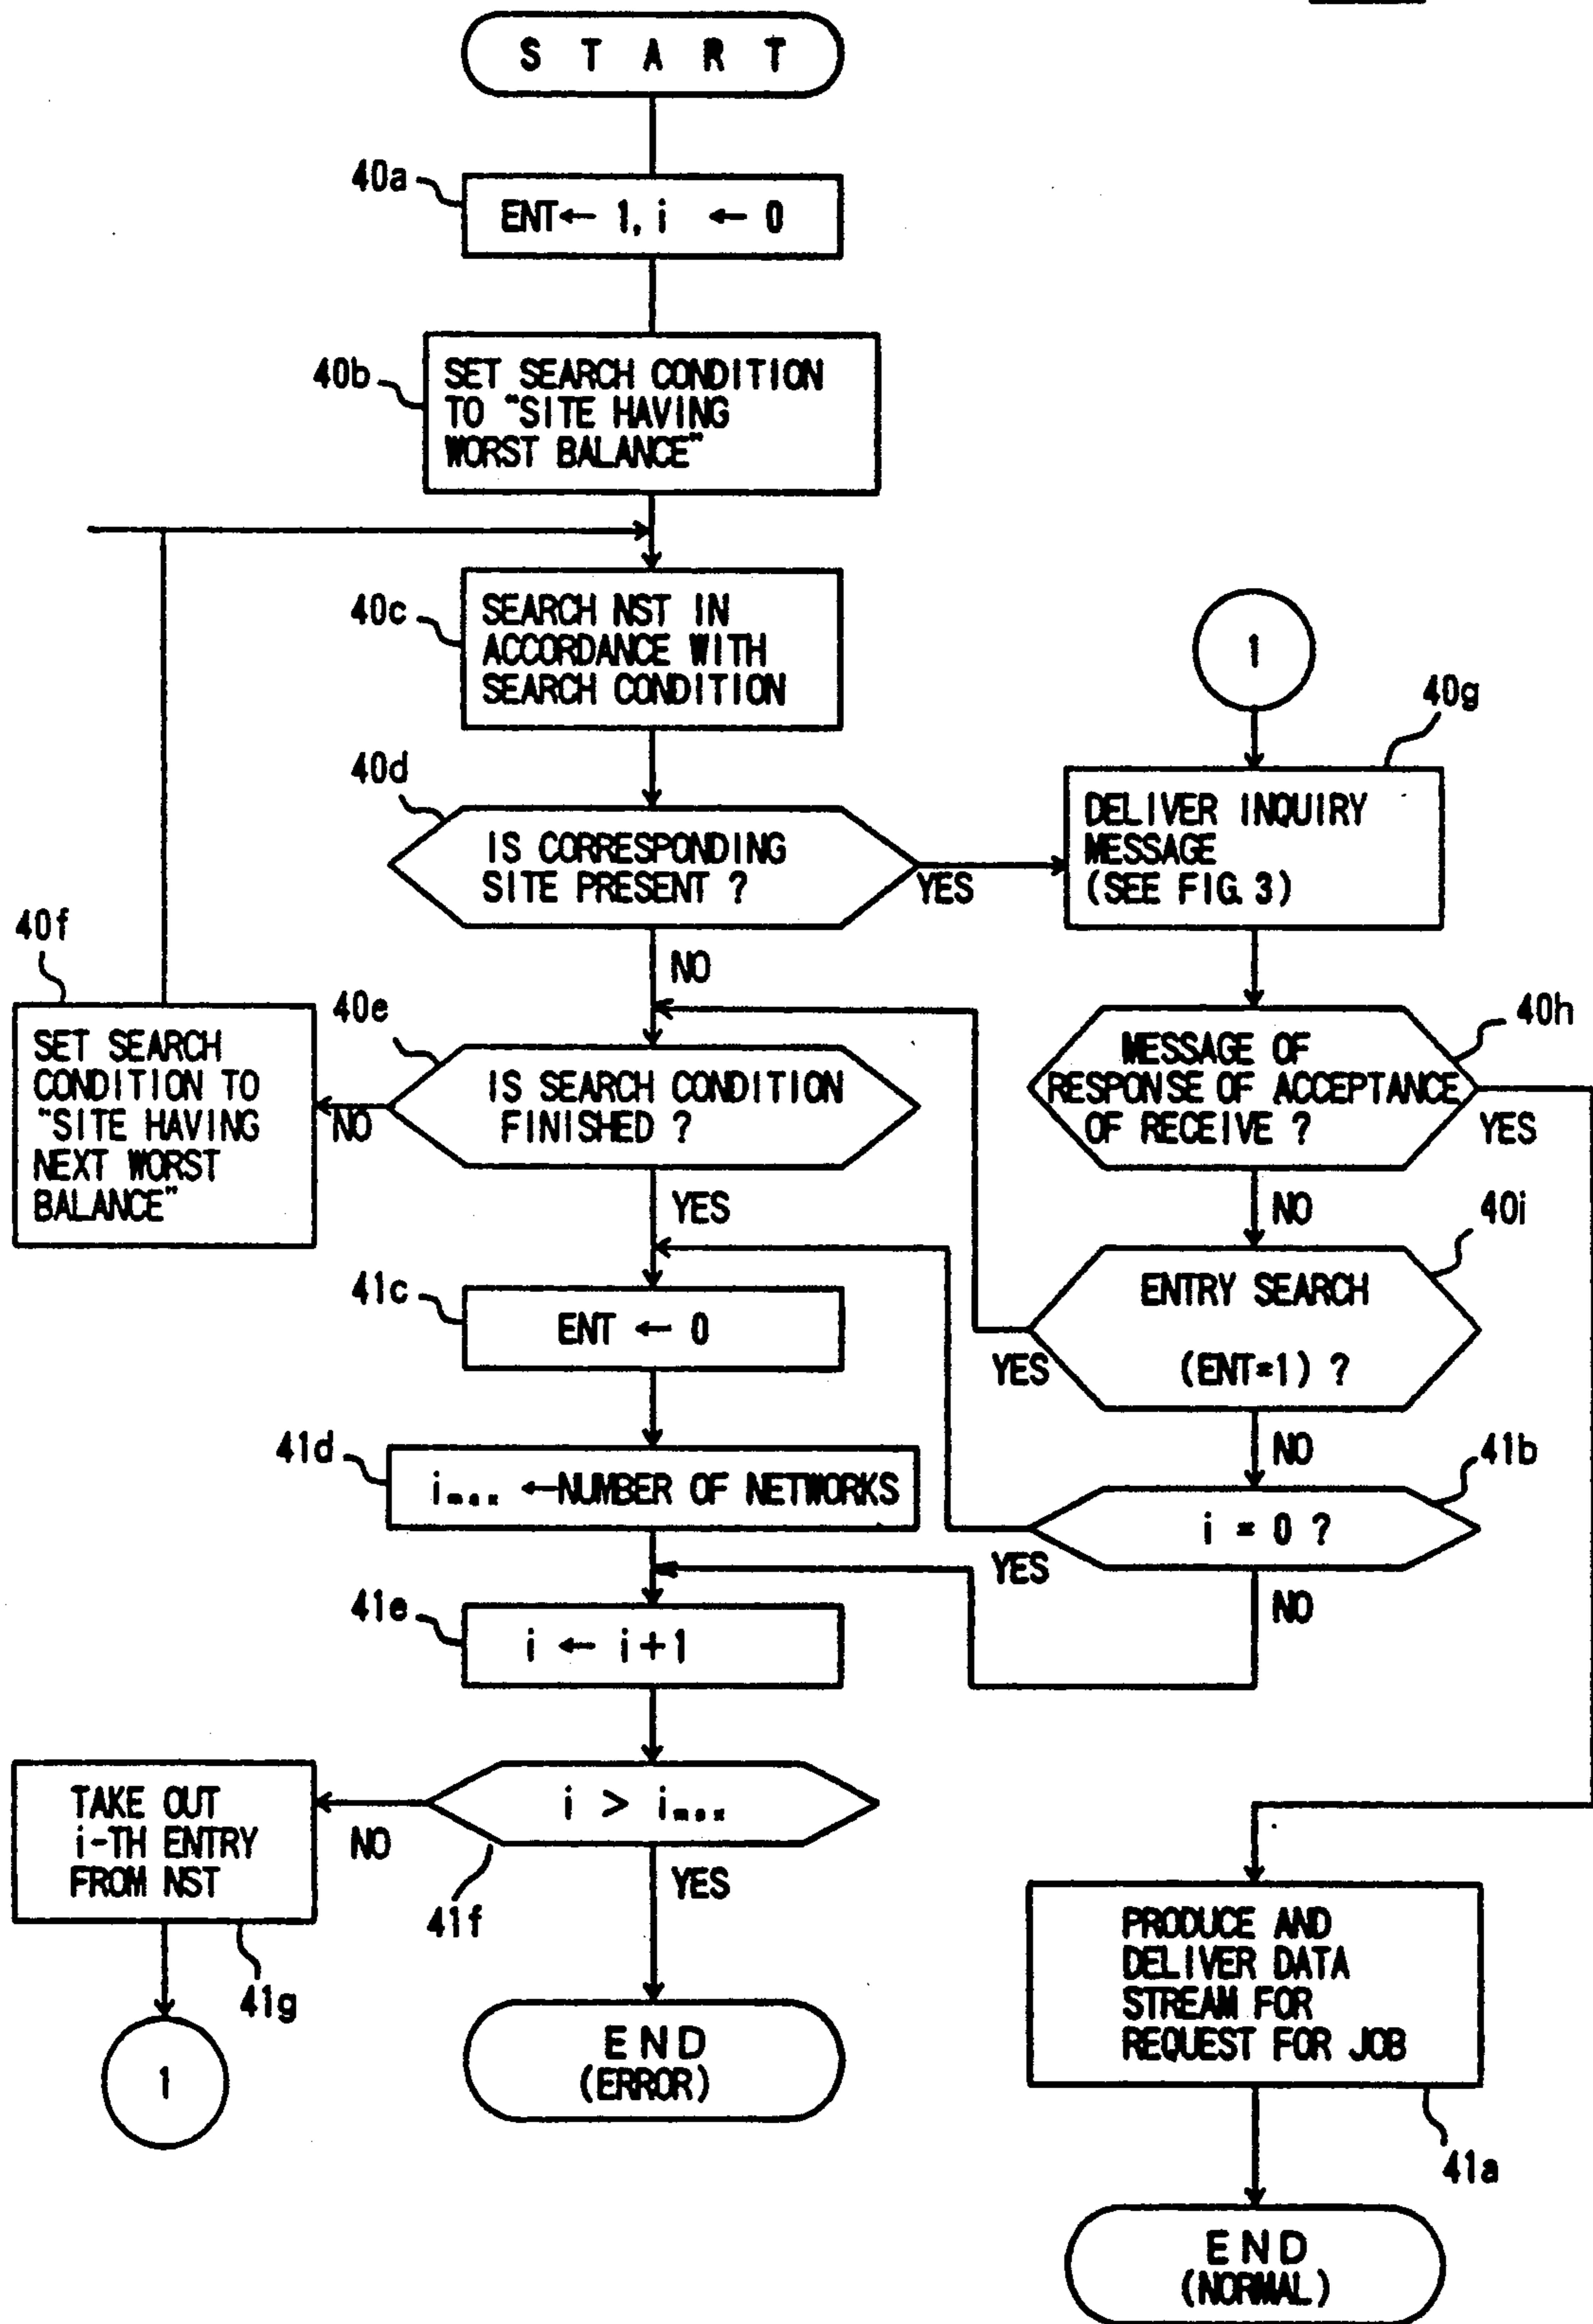 START
40a
ENT← 1, i ← 0
40b
SET SEARCH CONDITION
TO "SITE HAVING
WORST BALANCE"
40c
SEARCH NST IN
ACCORDANCE WITH
SEARCH CONDITION
1
40g
40d
IS CORRESPONDING
SITE PRESENT ?
YES
DELIVER INQUIRY
MESSAGE
(SEE FIG. 3)
NO
40f
SET SEARCH
CONDITION TO
"SITE HAVING
NEXT WORST
BALANCE"
40e
IS SEARCH CONDITION
FINISHED ?
NO
YES
40h
MESSAGE OF
RESPONSE OF ACCEPTANCE
OF RECEIVE ?
YES
NO
40i
41c
ENT ← 0
ENTRY SEARCH
(ENT=1) ?
YES
NO
41d
imax ←NUMBER OF NETWORKS
41b
i = 0 ?
YES
NO
41e
i ← i+1
TAKE OUT
i-TH ENTRY
FROM NST
NO
i > imax
YES
41f
41g
1
END
(ERROR)
PRODUCE AND
DELIVER DATA
STREAM FOR
REQUEST FOR JOB
41a
END
(NORMAL)